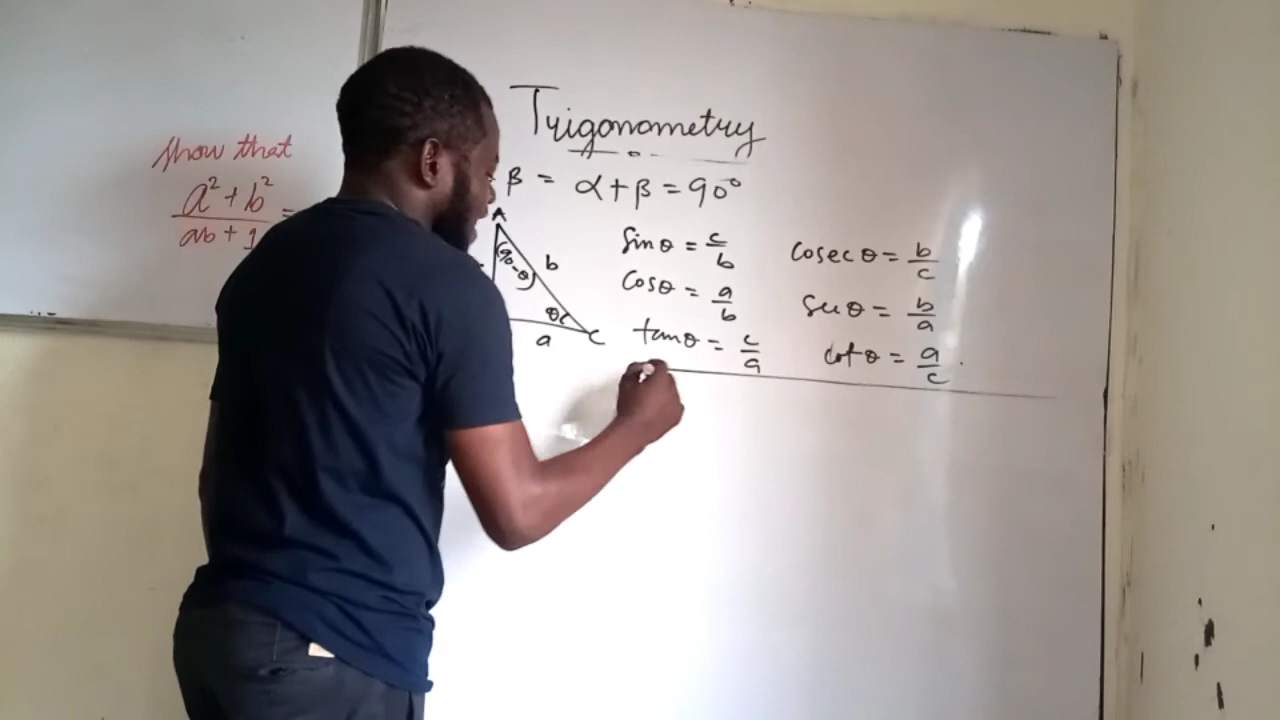 Show that
a² + b²
ab + 1 =
Trigonometry
β = α + β = 90°
A
90-θ
b
θ
a
C
Sinθ = c/b
Cosecθ = b/c
Cosθ = a/b
Secθ = b/a
tanθ = c/a
cotθ = a/c .